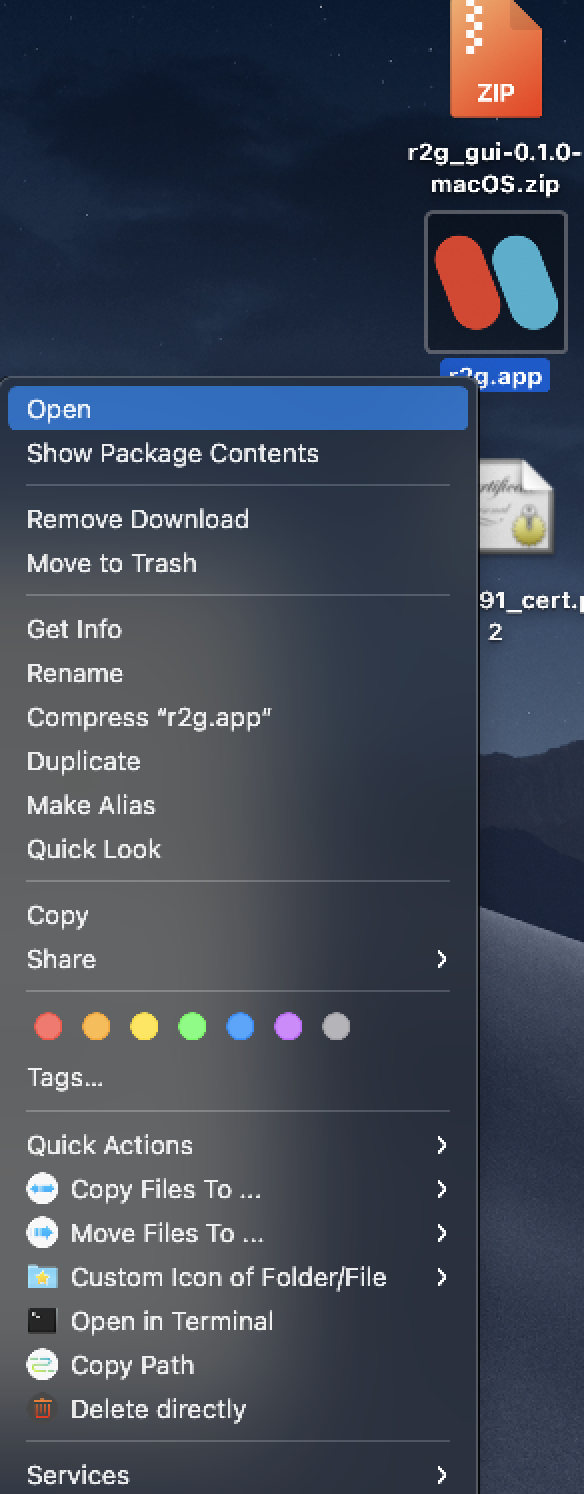 ZIP
r2g_gui-0.1.0-
macOS.zip
r2g.app
Open
Show Package Contents
91_cert.p
2
Remove Download
Move to Trash
Get Info
Rename
Compress “r2g.app”
Duplicate
Make Alias
Quick Look
Copy
Share
Tags...
Quick Actions
Copy Files To ...
Move Files To ...
Custom Icon of Folder/File
Open in Terminal
Copy Path
Delete directly
Services